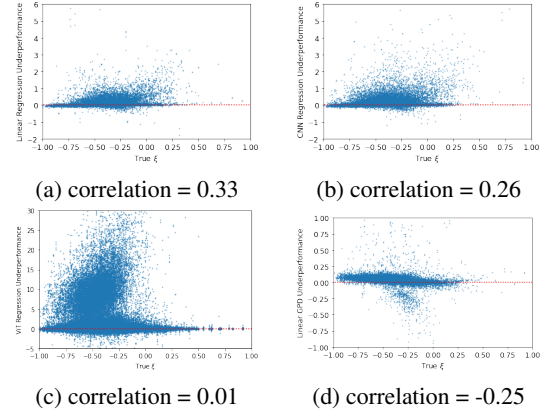 Linear Regression Underperformance
6
5
4
3
2
1
0
−1
−2
−1.00 −0.75 −0.50 −0.25 0.00 0.25 0.50 0.75 1.00
True ξ
(a) correlation = 0.33
CNN Regression Underperformance
6
4
2
0
−2
−1.00 −0.75 −0.50 −0.25 0.00 0.25 0.50 0.75 1.00
True ξ
(b) correlation = 0.26
ViT Regression Underperformance
30
25
20
15
10
5
0
−5
−1.00 −0.75 −0.50 −0.25 0.00 0.25 0.50 0.75 1.00
True ξ
(c) correlation = 0.01
Linear GPD Underperformance
1.00
0.75
0.50
0.25
0.00
−0.25
−0.50
−0.75
−1.00
−1.00 −0.75 −0.50 −0.25 0.00 0.25 0.50 0.75 1.00
True ξ
(d) correlation = -0.25